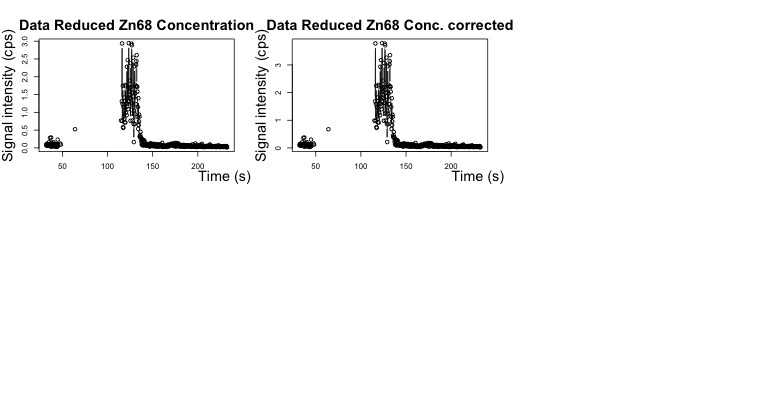 Data Reduced Zn68 Concentration
Signal intensity (cps)
0.0 0.5 1.0 1.5 2.0 2.5 3.0
50 100 150 200
Time (s)
Data Reduced Zn68 Conc. corrected
Signal intensity (cps)
0 1 2 3
50 100 150 200
Time (s)